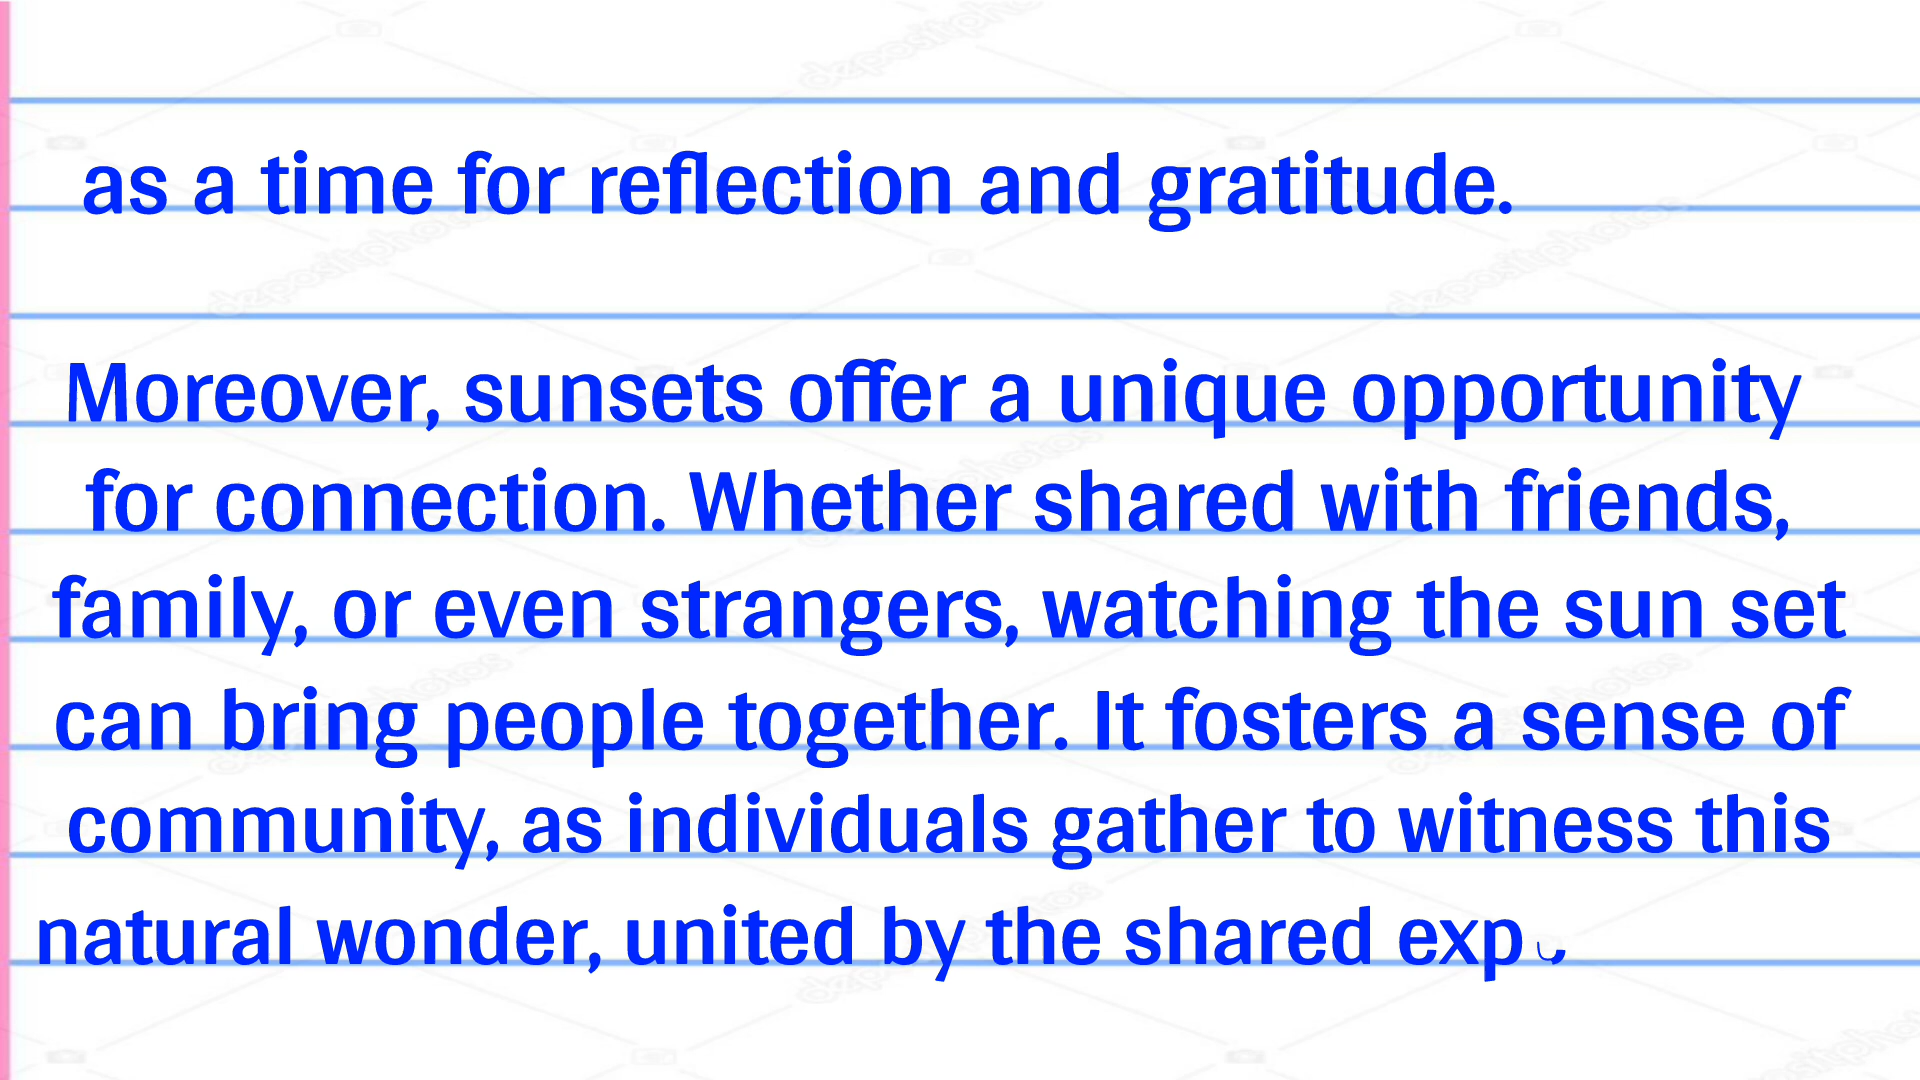 as a time for reflection and gratitude.
Moreover, sunsets offer a unique opportunity
for connection. Whether shared with friends,
family, or even strangers, watching the sun set
can bring people together. It fosters a sense of
community, as individuals gather to witness this
natural wonder, united by the shared exp